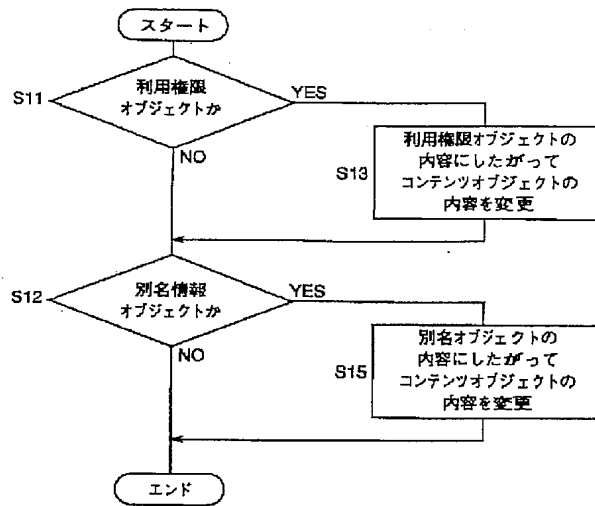 スタート
S11
利用権限
オブジェクトか
YES
NO
S13
利用権限オブジェクトの
内容にしたがって
コンテンツオブジェクトの
内容を変更
S12
別名情報
オブジェクトか
YES
NO
S15
別名オブジェクトの
内容にしたがって
コンテンツオブジェクトの
内容を変更
エンド